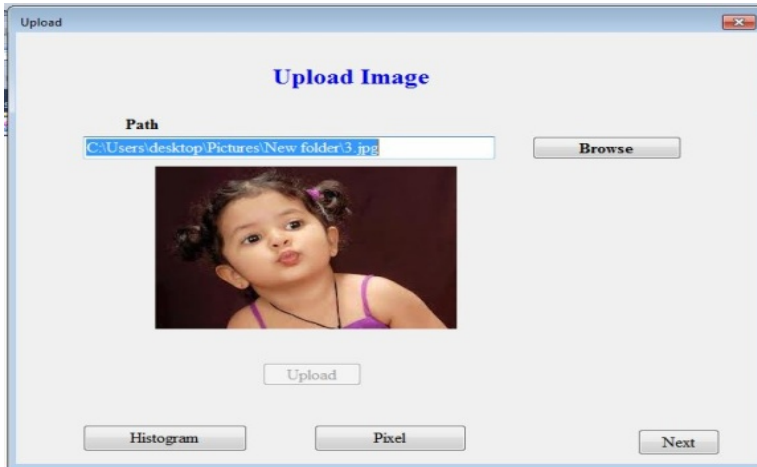 Upload
Upload Image
Path
C:\Users\desktop\Pictures\New folder\3.jpg
Browse
Upload
Histogram
Pixel
Next